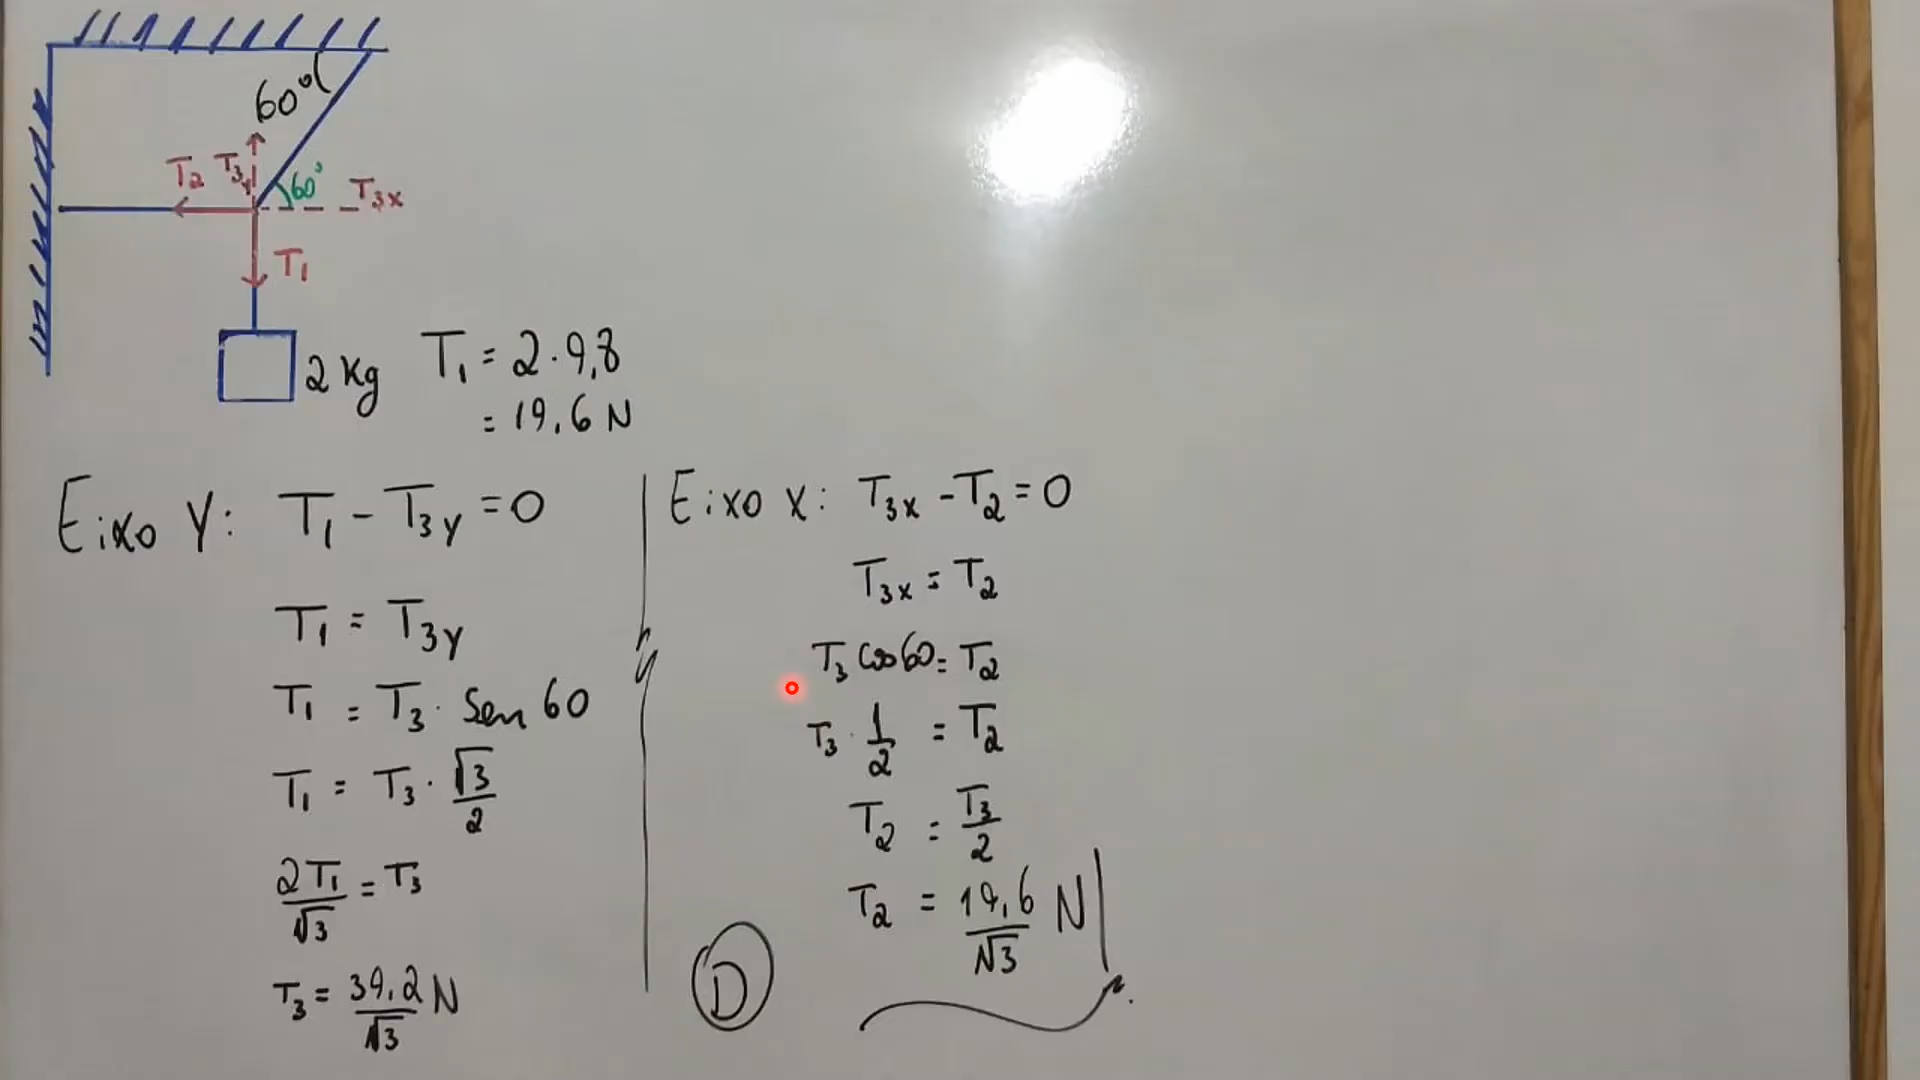 60°
T₂ T₃y 60° T₃x
T₁
2 Kg
T₁ = 2 · 9,8
= 19,6 N
Eixo Y: T₁ - T₃y = 0
T₁ = T₃y
T₁ = T₃ · Sen 60
T₁ = T₃ · √3/2
2T₁/√3 = T₃
T₃ = 39,2/√3 N
Eixo X: T₃x - T₂ = 0
T₃x = T₂
T₃ Cos 60 = T₂
T₃ · 1/2 = T₂
T₂ = T₃/2
T₂ = 19,6/√3 N
D